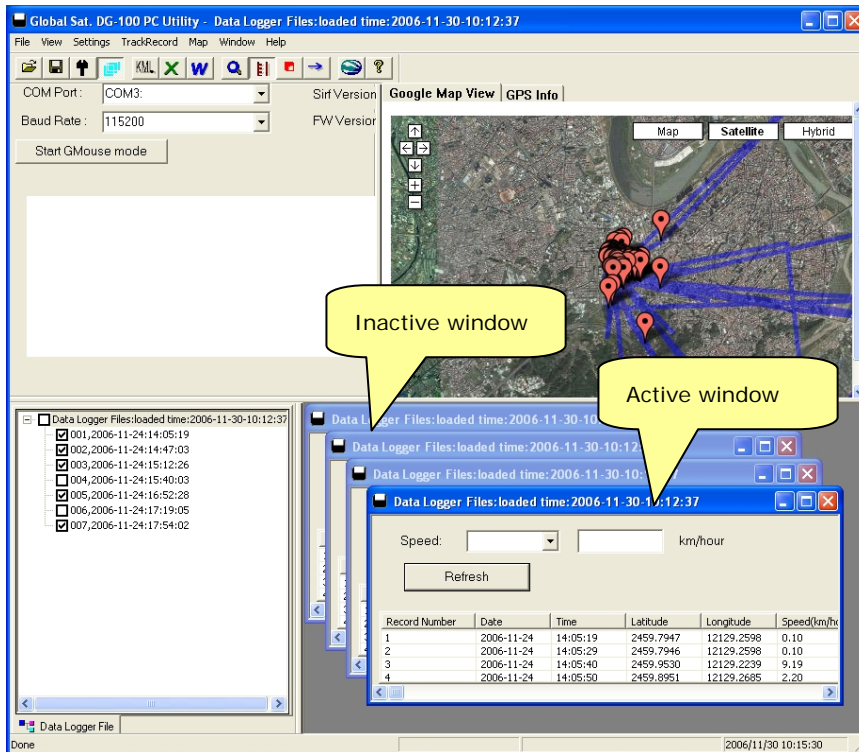 Global Sat. DG-100 PC Utility - Data Logger Files:loaded time:2006-11-30-10:12:37
File View Settings TrackRecord Map Window Help
KML X W
COM Port: COM3: Sirf Version
Baud Rate: 115200 FW Version
Start GMouse mode
Google Map View GPS Info
Map Satellite Hybrid
Inactive window
Active window
Data Logger Files:loaded time:2006-11-30-10:12:37
001,2006-11-24:14:05:19
002,2006-11-24:14:47:03
003,2006-11-24:15:12:26
004,2006-11-24:15:40:03
005,2006-11-24:16:52:28
006,2006-11-24:17:19:05
007,2006-11-24:17:54:02
Data Logger File
Data Logger Files:loaded time:2006-11-30-10
Data Logger Files:loaded time:2006-11-30-10:12
Data Logger Files:loaded time:2006-11-30-10: 37
Data Logger Files:loaded time:2006-11-30-10:12:37
Speed: km/hour
Refresh
Record Number Date Time Latitude Longitude Speed(km/ho
1 2006-11-24 14:05:19 2459.7947 12129.2598 0.10
2 2006-11-24 14:05:29 2459.7946 12129.2598 0.10
3 2006-11-24 14:05:40 2459.9530 12129.2239 9.19
4 2006-11-24 14:05:50 2459.8951 12129.2685 2.20
Done 2006/11/30 10:15:30